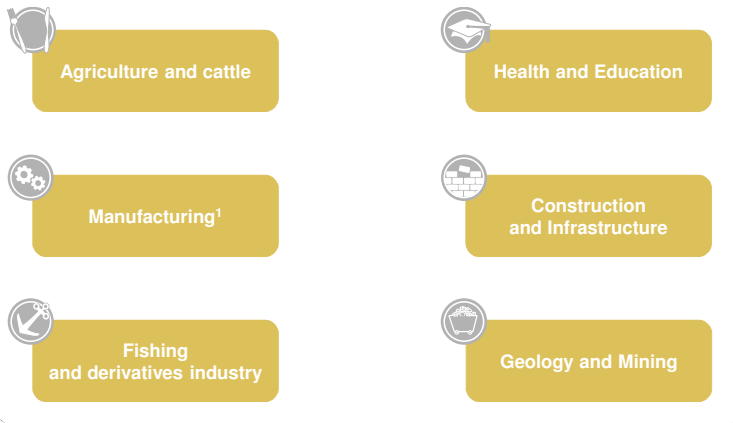 Agriculture and cattle
Health and Education
Manufacturing¹
Construction
and Infrastructure
Fishing
and derivatives industry
Geology and Mining